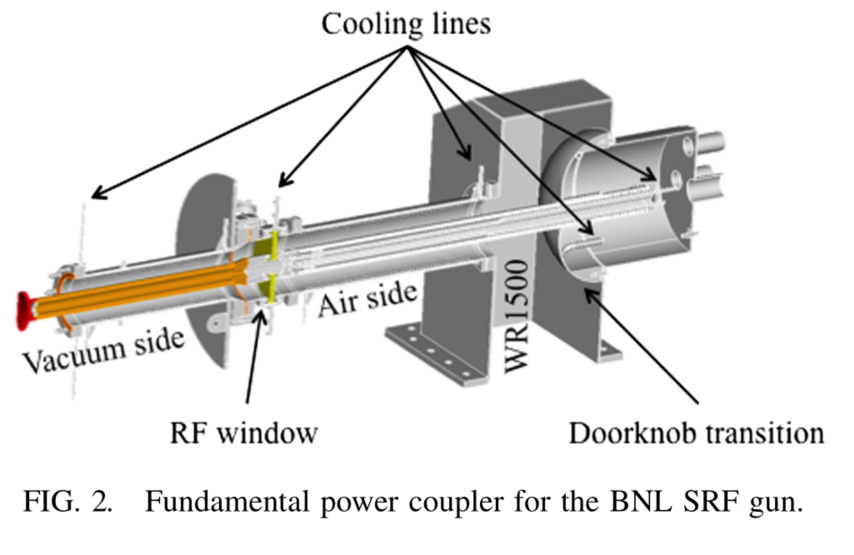 Cooling lines
WR1500
Air side
Vacuum side
RF window
Doorknob transition
FIG. 2. Fundamental power coupler for the BNL SRF gun.